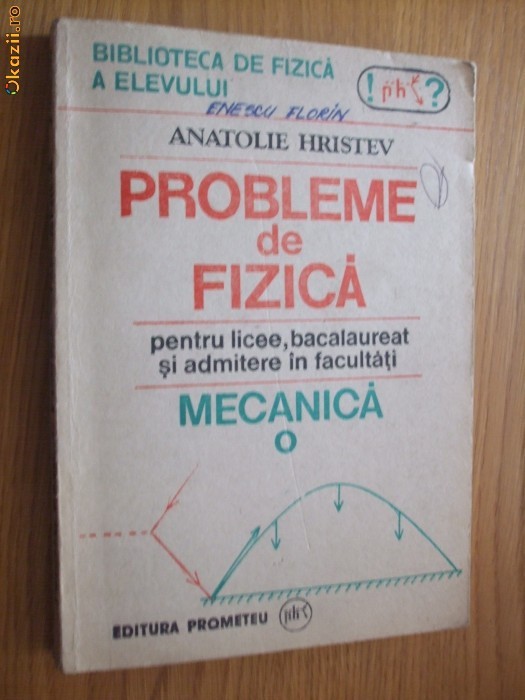 Okazii.ro
BIBLIOTECA DE FIZICĂ
A ELEVULUI
! ph ?
ENESCU FLORIN
ANATOLIE HRISTEV
PROBLEME
de
FIZICĂ
pentru licee, bacalaureat
și admitere în facultăți
MECANICĂ
O
EDITURA PROMETEU